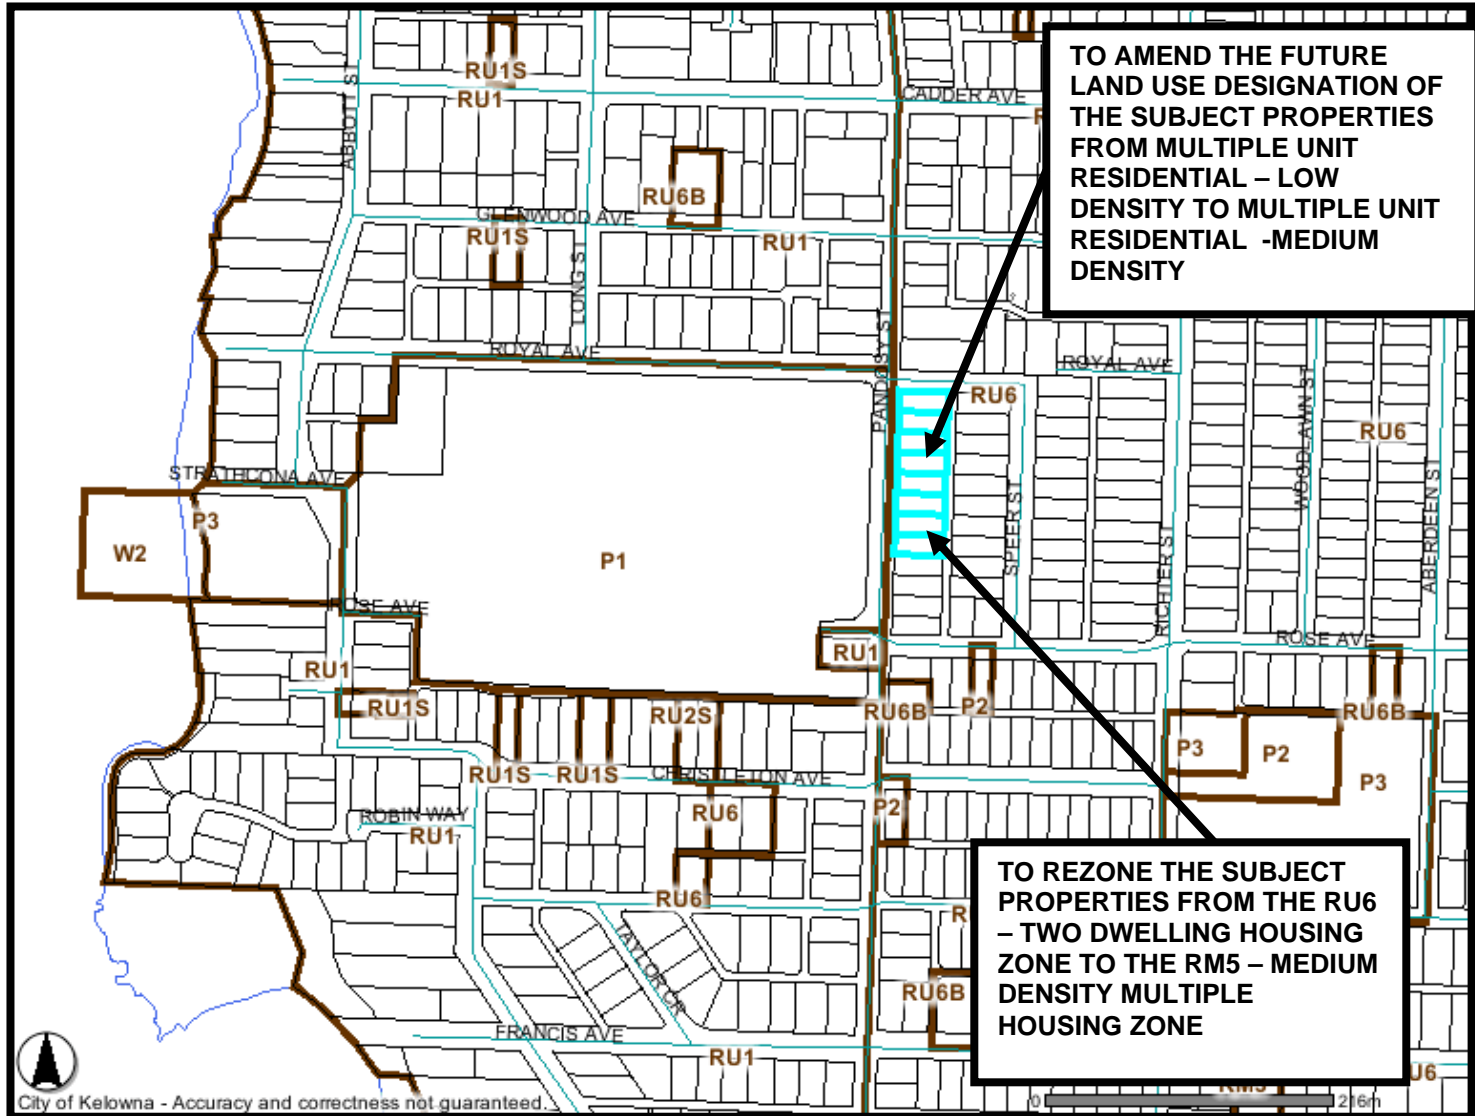 TO AMEND THE FUTURE
LAND USE DESIGNATION OF
THE SUBJECT PROPERTIES
FROM MULTIPLE UNIT
RESIDENTIAL – LOW
DENSITY TO MULTIPLE UNIT
RESIDENTIAL -MEDIUM
DENSITY
RU1S
RU1
CADDER AVE
ABBOTT ST
RU6B
GLENWOOD AVE
RU1S
RU1
LONG ST
ROYAL AVE
PANDOSY ST
ROYAL AVE
RU6
WOODLAWN ST
RU6
STRATHCONA AVE
P3
W2
P1
SPEER ST
RICHTER ST
ABERDEEN ST
ROSE AVE
ROSE AVE
RU1
RU1
RU1S
RU2S
RU6B
P2
RU6B
P3
P2
P3
RU1S
RU1S
CHRISTLETON AVE
RU6
P2
ROBIN WAY
RU1
RU6
TAYLOR CR
RU6B
FRANCIS AVE
RU1
TO REZONE THE SUBJECT
PROPERTIES FROM THE RU6
– TWO DWELLING HOUSING
ZONE TO THE RM5 – MEDIUM
DENSITY MULTIPLE
HOUSING ZONE
City of Kelowna - Accuracy and correctness not guaranteed.
0 216m